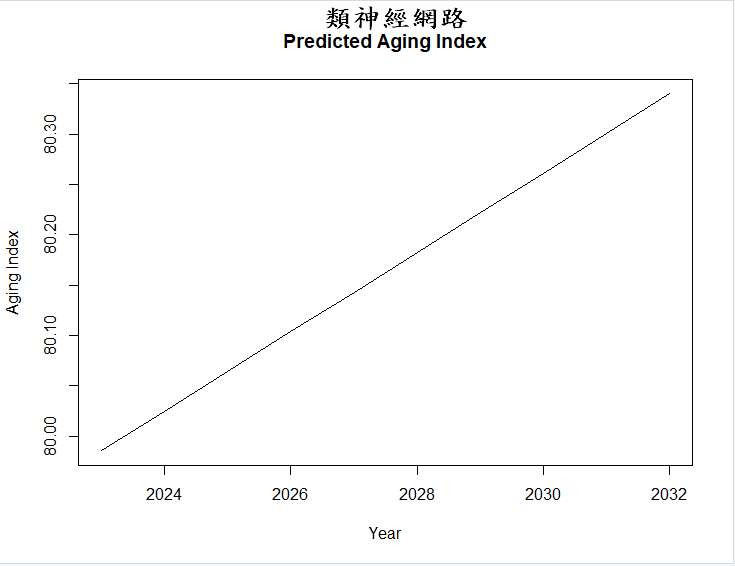 類神經網路
Predicted Aging Index
80.30
80.20
80.10
80.00
Aging Index
2024 2026 2028 2030 2032
Year